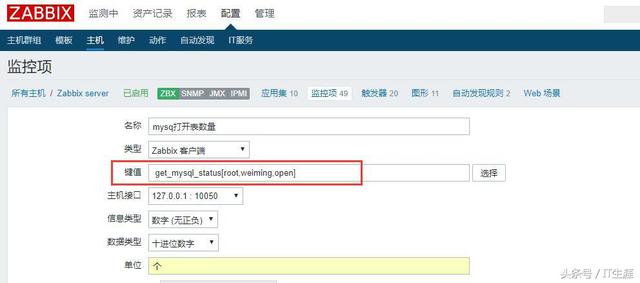 ZABBIX 监测中 资产记录 报表 配置 管理
主机群组 模板 主机 维护 动作 自动发现 IT服务
监控项
所有主机 / Zabbix server 已启用 ZBX SNMP JMX IPMI 应用集 10 监控项 49 触发器 20 图形 11 自动发现规则 2 Web 场景
名称 mysq打开表数量
类型 Zabbix 客户端
键值 get_mysql_status[root,weiming,open] 选择
主机接口 127.0.0.1 : 10050
信息类型 数字 (无正负)
数据类型 十进位数字
单位 个
头条号 / IT生涯